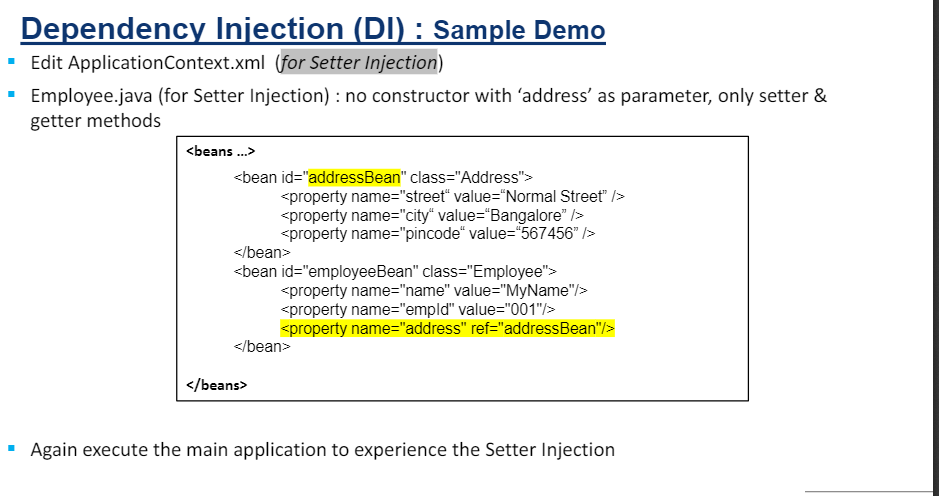 Dependency Injection (DI) : Sample Demo
▪ Edit ApplicationContext.xml (for Setter Injection)
▪ Employee.java (for Setter Injection) : no constructor with ‘address’ as parameter, only setter &
getter methods
<beans ...>
<bean id="addressBean" class="Address">
<property name="street“ value=“Normal Street” />
<property name="city“ value=“Bangalore” />
<property name="pincode“ value=“567456” />
</bean>
<bean id="employeeBean" class="Employee">
<property name="name" value="MyName"/>
<property name="empId" value="001"/>
<property name="address" ref="addressBean"/>
</bean>
</beans>
▪ Again execute the main application to experience the Setter Injection